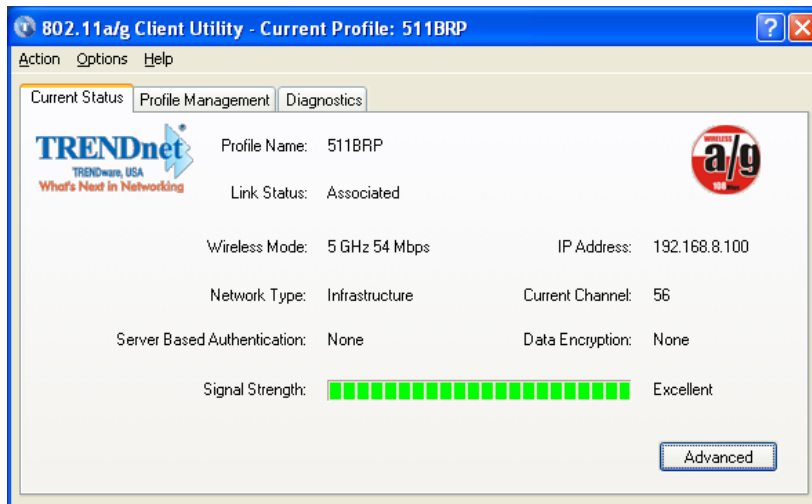 802.11a/g Client Utility - Current Profile: 511BRP
Action Options Help
Current Status Profile Management Diagnostics
TRENDnet
TRENDware, USA
What's Next in Networking
WIRELESS
a/g
108 Mbps
Profile Name: 511BRP
Link Status: Associated
Wireless Mode: 5 GHz 54 Mbps IP Address: 192.168.8.100
Network Type: Infrastructure Current Channel: 56
Server Based Authentication: None Data Encryption: None
Signal Strength: Excellent
Advanced